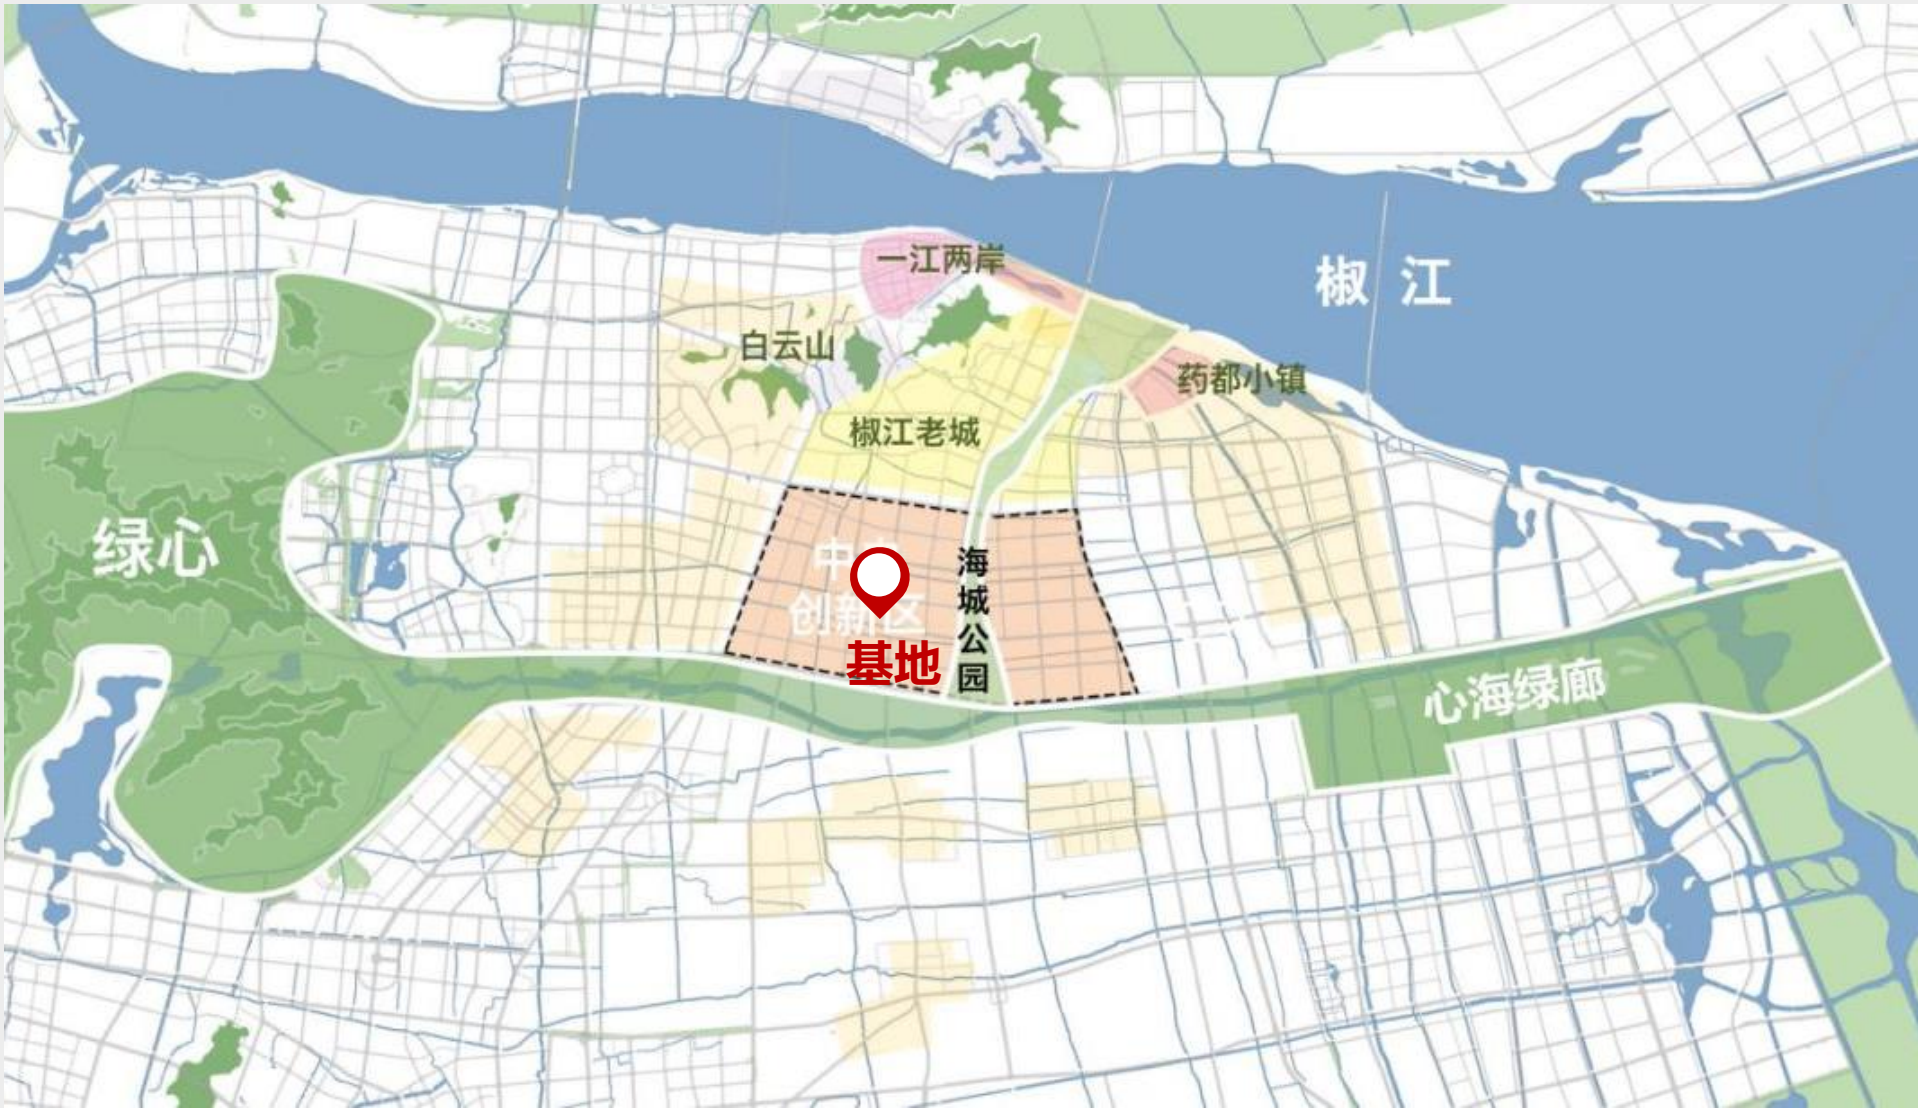 一江两岸
椒江
白云山
药都小镇
椒江老城
绿心
中央
创新区
海城公园
基地
心海绿廊